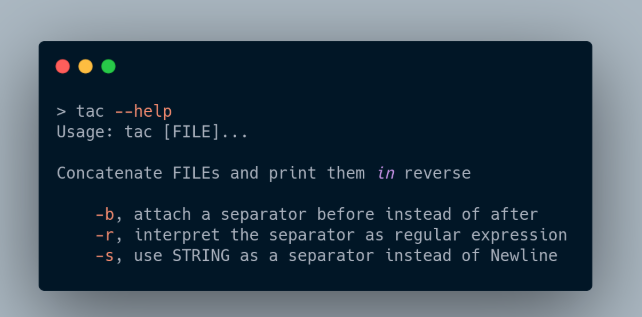 > tac --help
Usage: tac [FILE]...
Concatenate FILEs and print them in reverse
-b, attach a separator before instead of after
-r, interpret the separator as regular expression
-s, use STRING as a separator instead of Newline